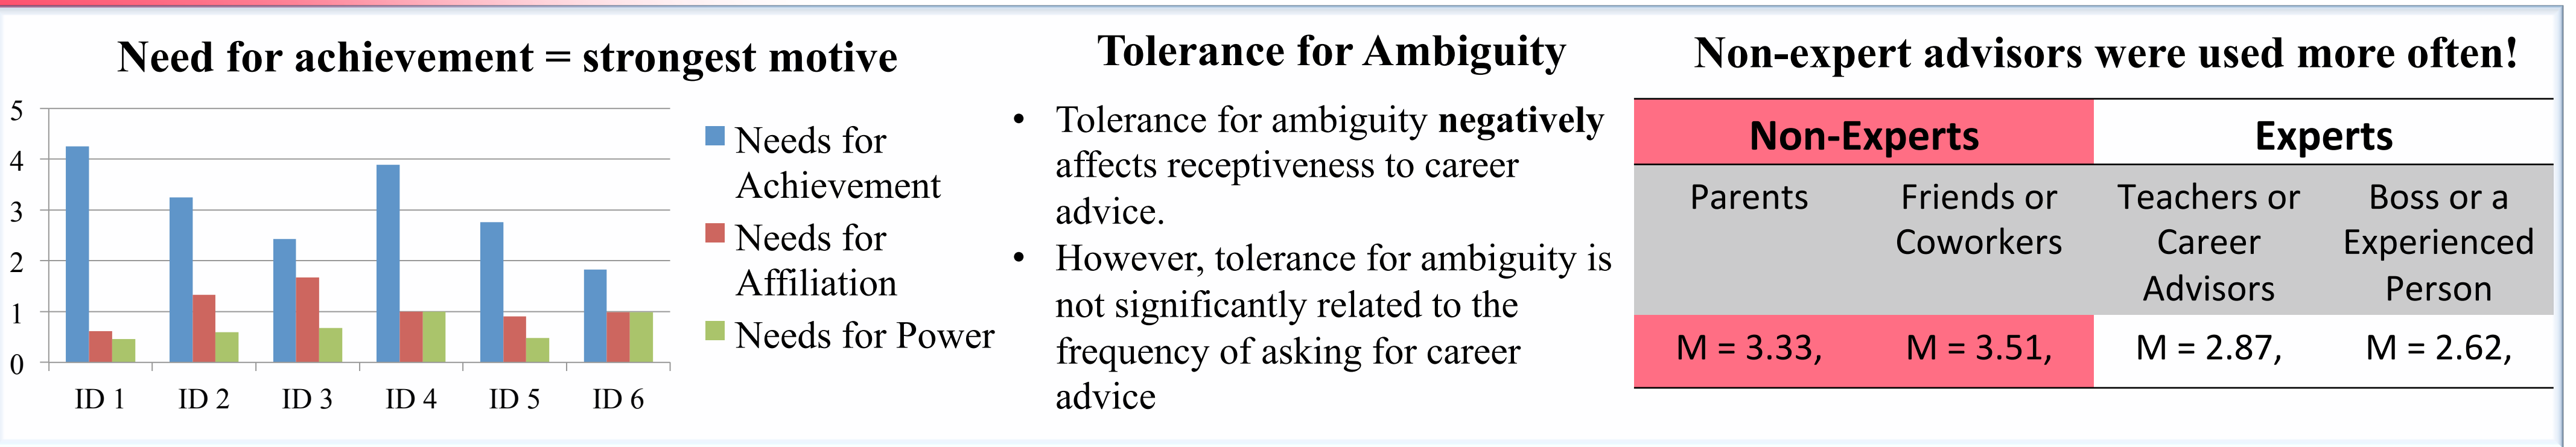 Need for achievement = strongest motive
5
4
3
2
1
0
ID 1 ID 2 ID 3 ID 4 ID 5 ID 6
Needs for
Achievement
Needs for
Affiliation
Needs for Power
Tolerance for Ambiguity
• Tolerance for ambiguity negatively
affects receptiveness to career
advice.
• However, tolerance for ambiguity is
not significantly related to the
frequency of asking for career
advice
Non-expert advisors were used more often!
Non-Experts Experts
Parents Friends or Teachers or Boss or a
Coworkers Career Experienced
Advisors Person
M = 3.33, M = 3.51, M = 2.87, M = 2.62,